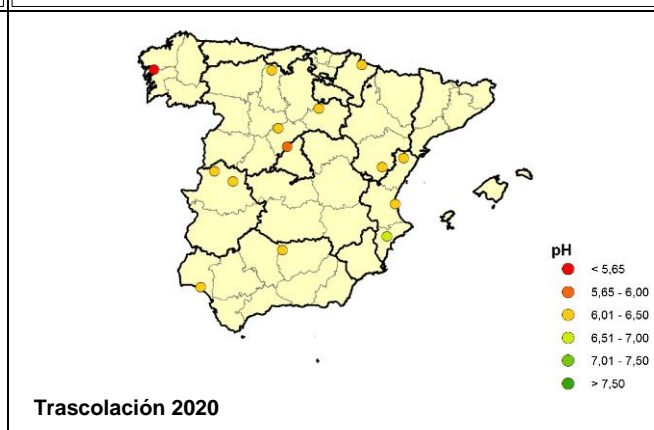 pH
< 5,65
5,65 - 6,00
6,01 - 6,50
6,51 - 7,00
7,01 - 7,50
> 7,50
Trascolación 2020